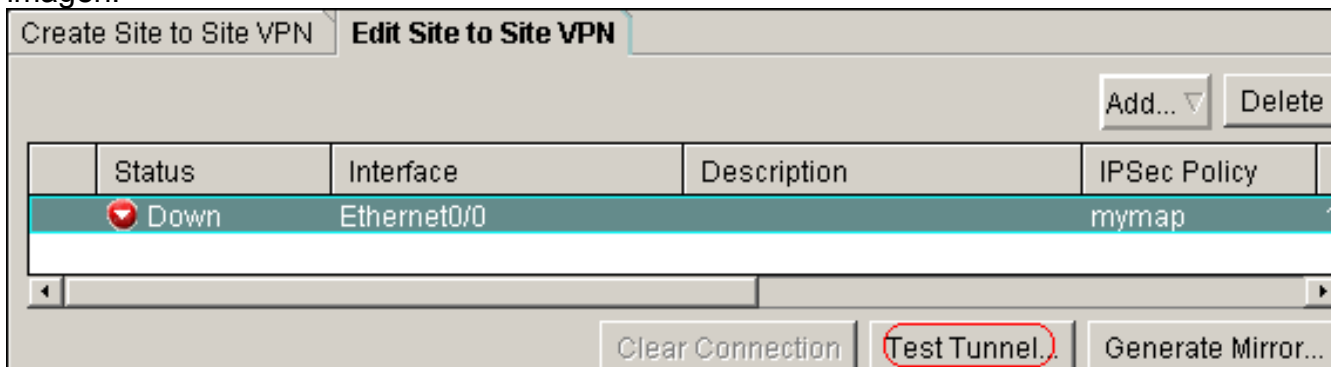 imagen:
Create Site to Site VPN Edit Site to Site VPN
Add... Delete
Status Interface Description IPSec Policy
Down Ethernet0/0 mymap
Clear Connection Test Tunnel.. Generate Mirror...